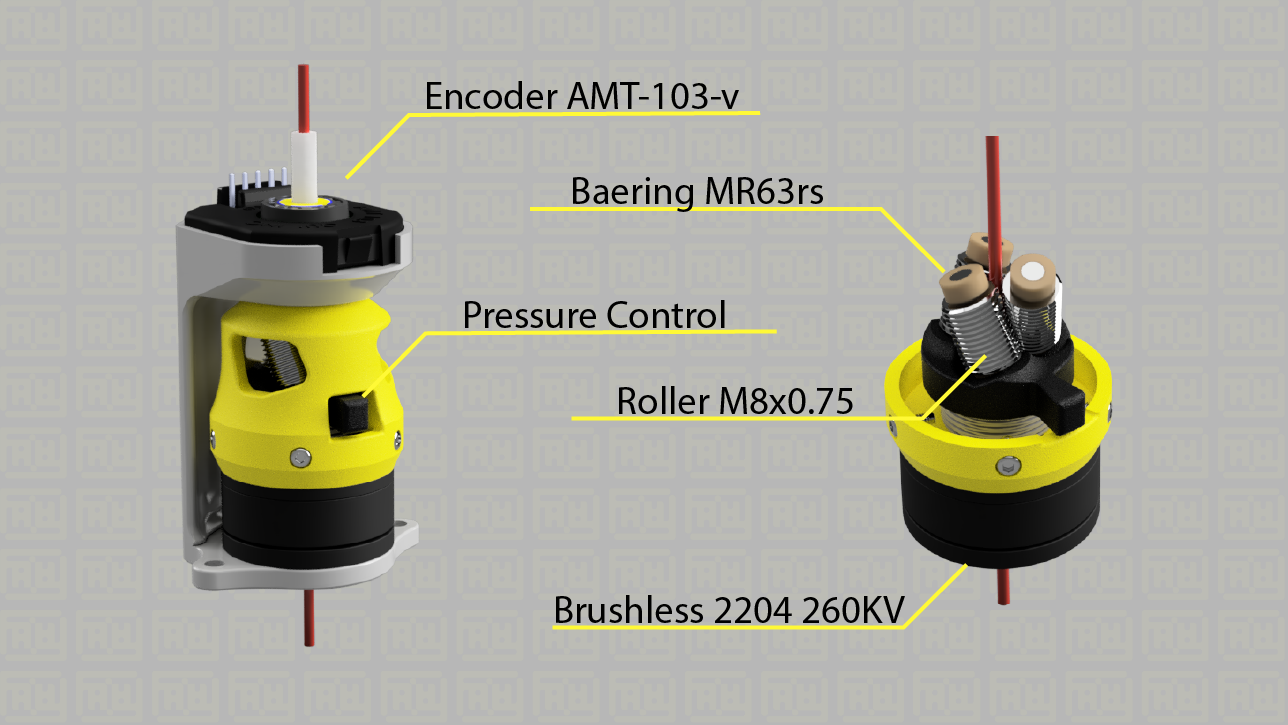 Encoder AMT-103-v
Baering MR63rs
Pressure Control
Roller M8x0.75
Brushless 2204 260KV